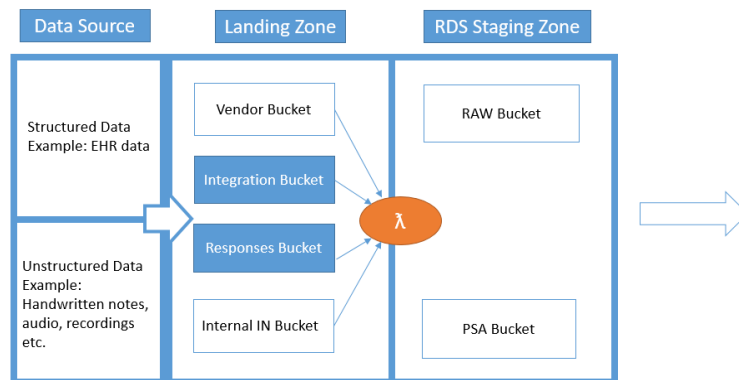 Data Source
Landing Zone
RDS Staging Zone
Structured Data
Example: EHR data
Unstructured Data
Example:
Handwritten notes,
audio, recordings
etc.
Vendor Bucket
Integration Bucket
Responses Bucket
Internal IN Bucket
ƛ
RAW Bucket
PSA Bucket